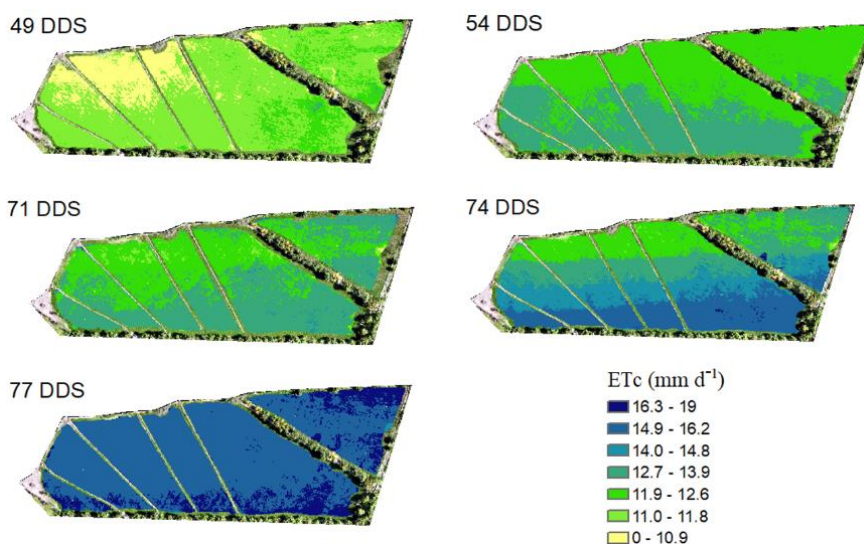 49 DDS
54 DDS
71 DDS
74 DDS
77 DDS
ETc (mm d⁻¹)
16.3 - 19
14.9 - 16.2
14.0 - 14.8
12.7 - 13.9
11.9 - 12.6
11.0 - 11.8
0 - 10.9